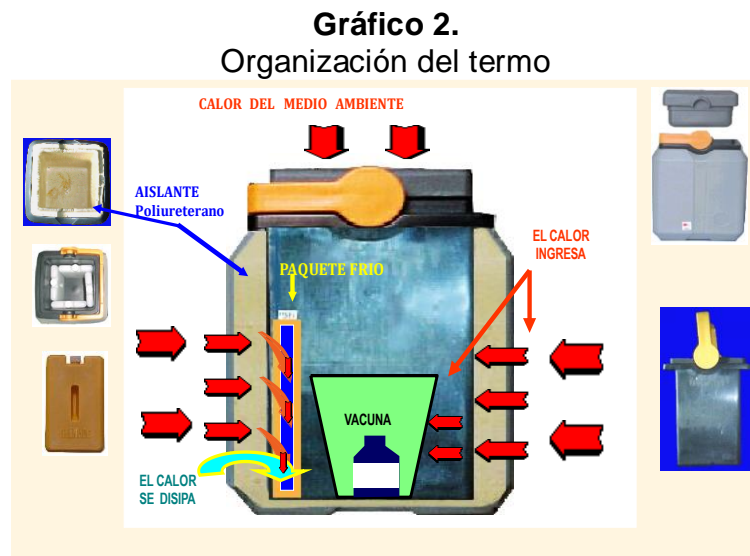 Gráfico 2.
Organización del termo
CALOR DEL MEDIO AMBIENTE
AISLANTE
Poliureterano
PAQUETE FRIO
EL CALOR
INGRESA
VACUNA
EL CALOR
SE DISIPA